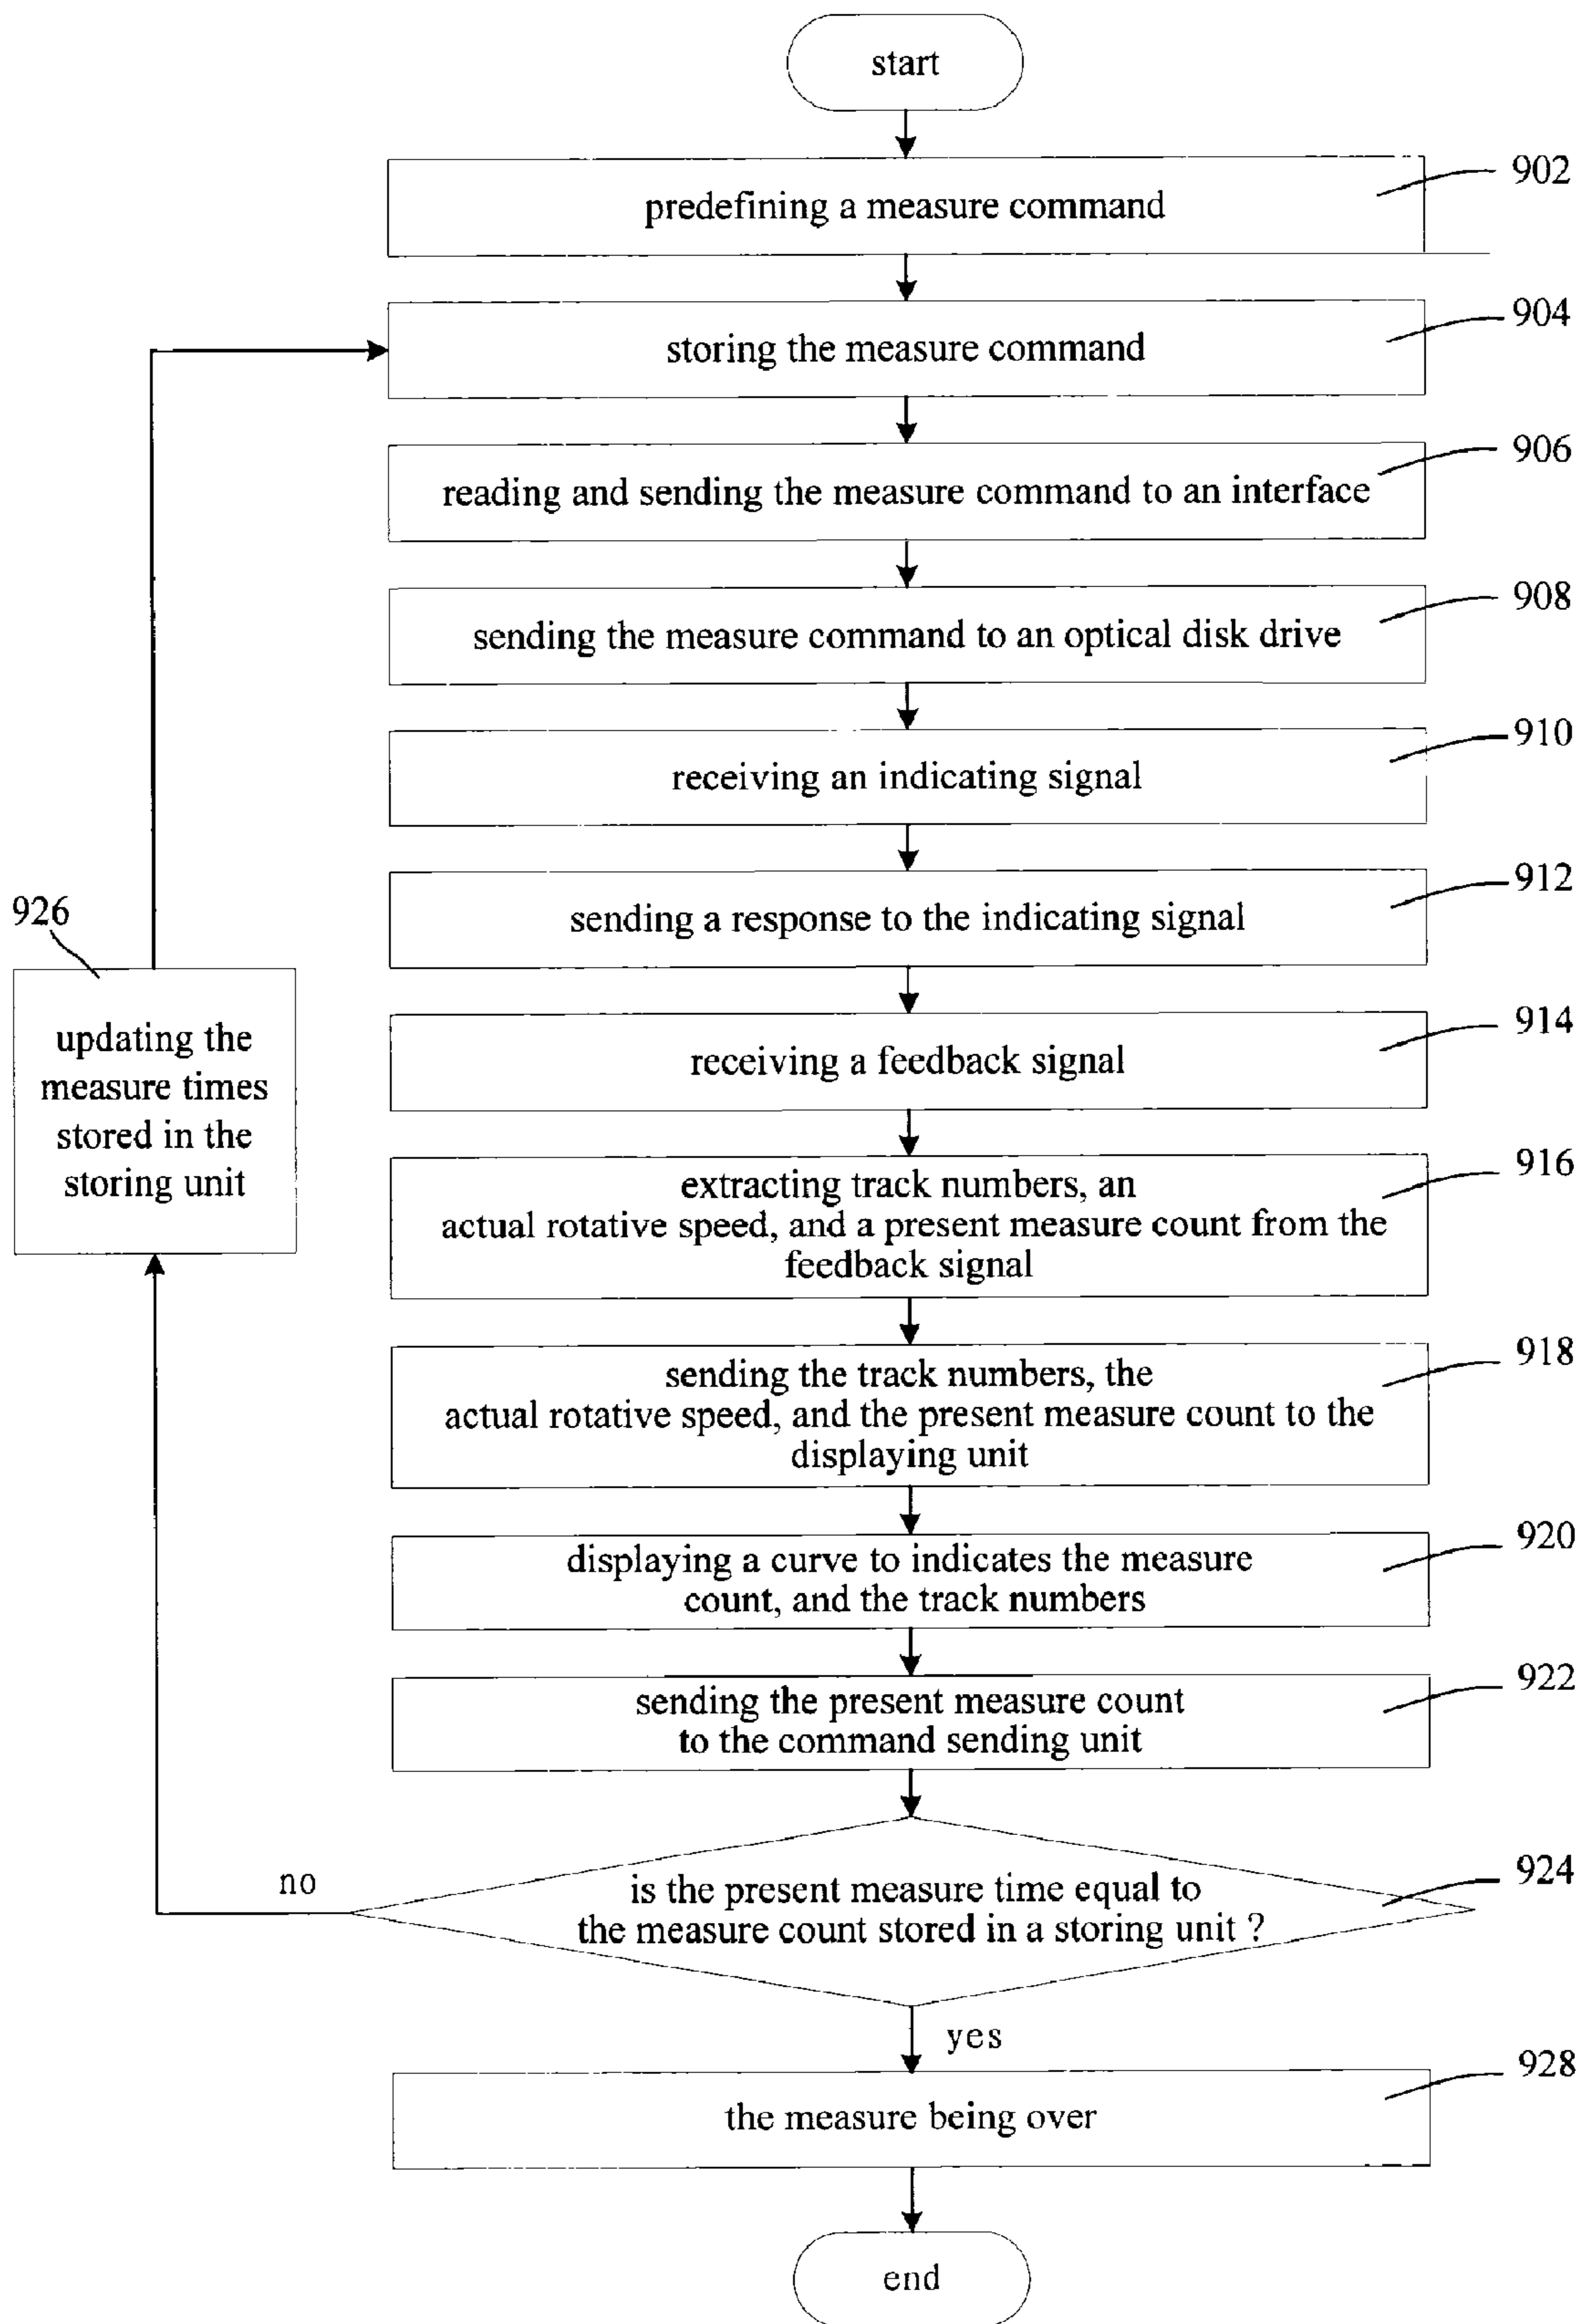 start
predefining a measure command
902
storing the measure command
904
reading and sending the measure command to an interface
906
sending the measure command to an optical disk drive
908
receiving an indicating signal
910
sending a response to the indicating signal
912
926
updating the
measure times
stored in the
storing unit
receiving a feedback signal
914
extracting track numbers, an
actual rotative speed, and a present measure count from the
feedback signal
916
sending the track numbers, the
actual rotative speed, and the present measure count to the
displaying unit
918
displaying a curve to indicates the measure
count, and the track numbers
920
sending the present measure count
to the command sending unit
922
no
is the present measure time equal to
the measure count stored in a storing unit ?
924
yes
the measure being over
928
end